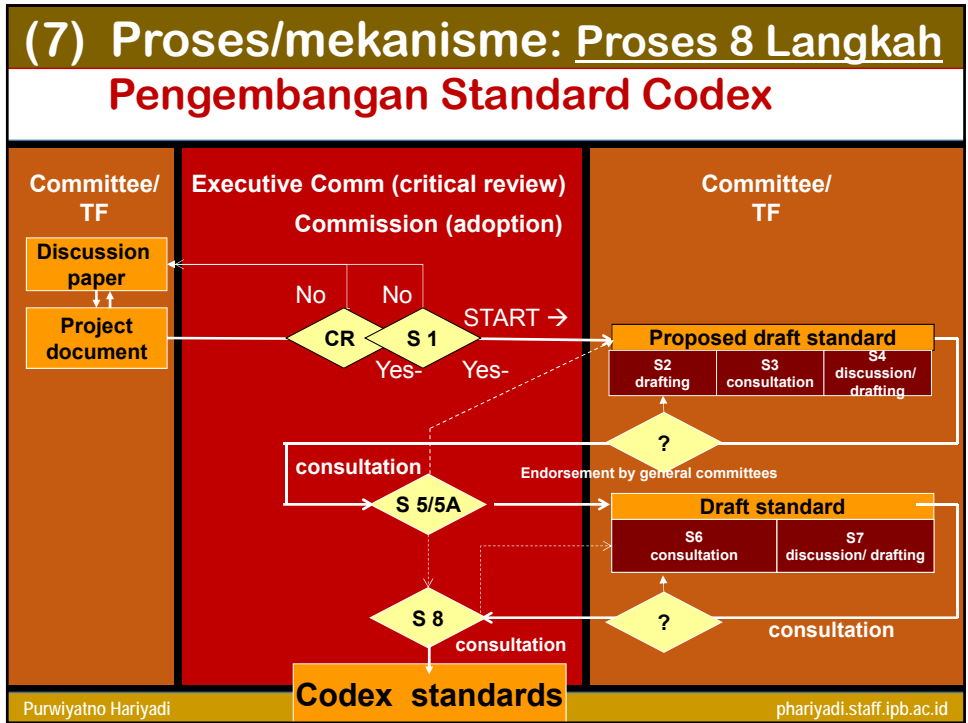 (7) Proses/mekanisme: Proses 8 Langkah
Pengembangan Standard Codex
Committee/
TF
Discussion
paper
Project
document
Executive Comm (critical review)
Commission (adoption)
No
No
CR
S 1
Yes-
Yes-
START →
consultation
S 5/5A
S 8
consultation
Codex standards
Committee/
TF
Proposed draft standard
S2
drafting
S3
consultation
S4
discussion/
drafting
?
Endorsement by general committees
Draft standard
S6
consultation
S7
discussion/ drafting
?
consultation
Purwiyatno Hariyadi
phariyadi.staff.ipb.ac.id